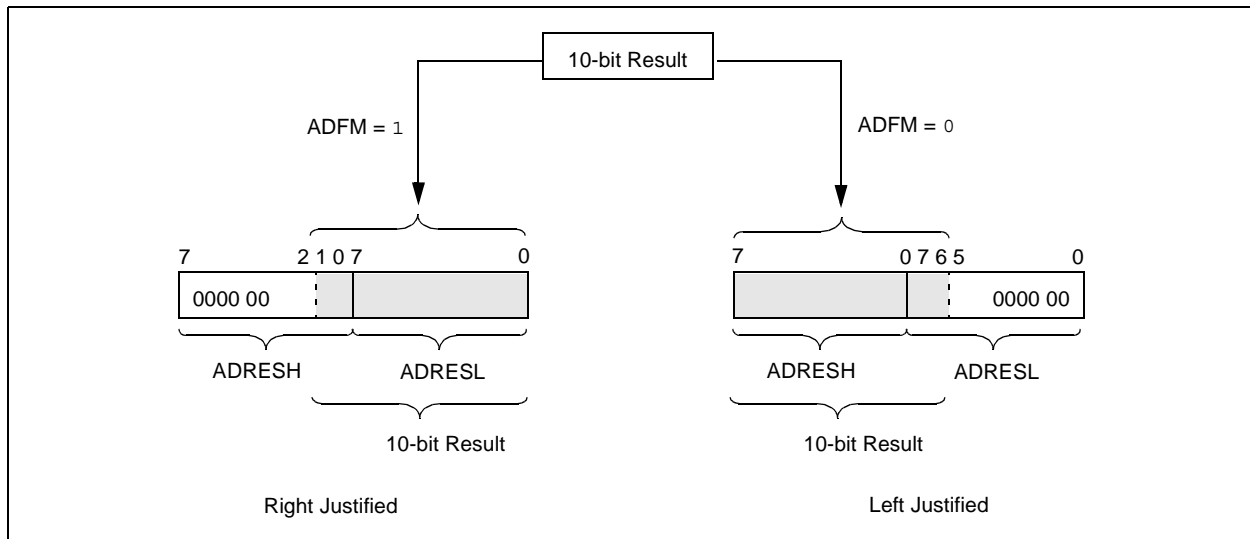 10-bit Result
ADFM = 1
ADFM = 0
7 2 1 0 7 0
7 0 7 6 5 0
0000 00
0000 00
ADRESH ADRESL
ADRESH ADRESL
10-bit Result
10-bit Result
Right Justified
Left Justified